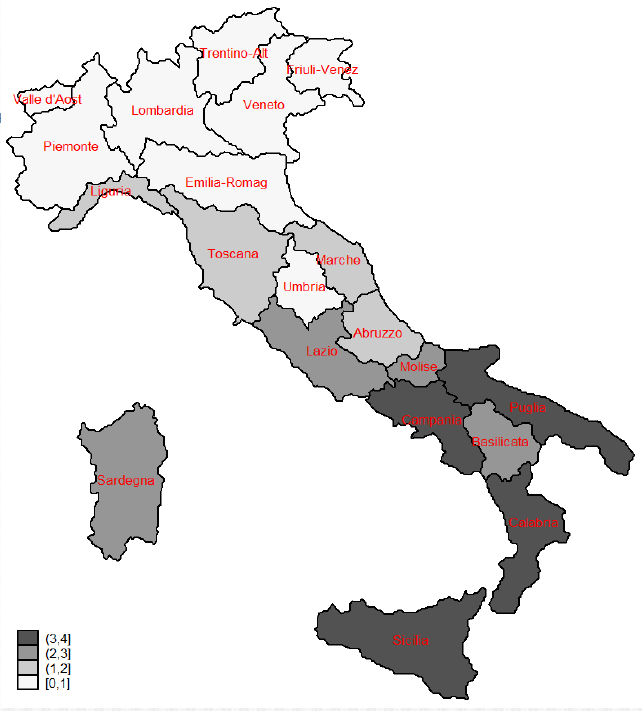 Trentino-Alt
Friuli-Venez
Valle d'Aost
Lombardia
Veneto
Piemonte
Emilia-Romag
Liguria
Toscana
Marche
Umbria
Abruzzo
Lazio
Molise
Puglia
Campania
Basilicata
Sardegna
Calabria
Sicilia
(3,4]
(2,3]
(1,2]
[0,1]